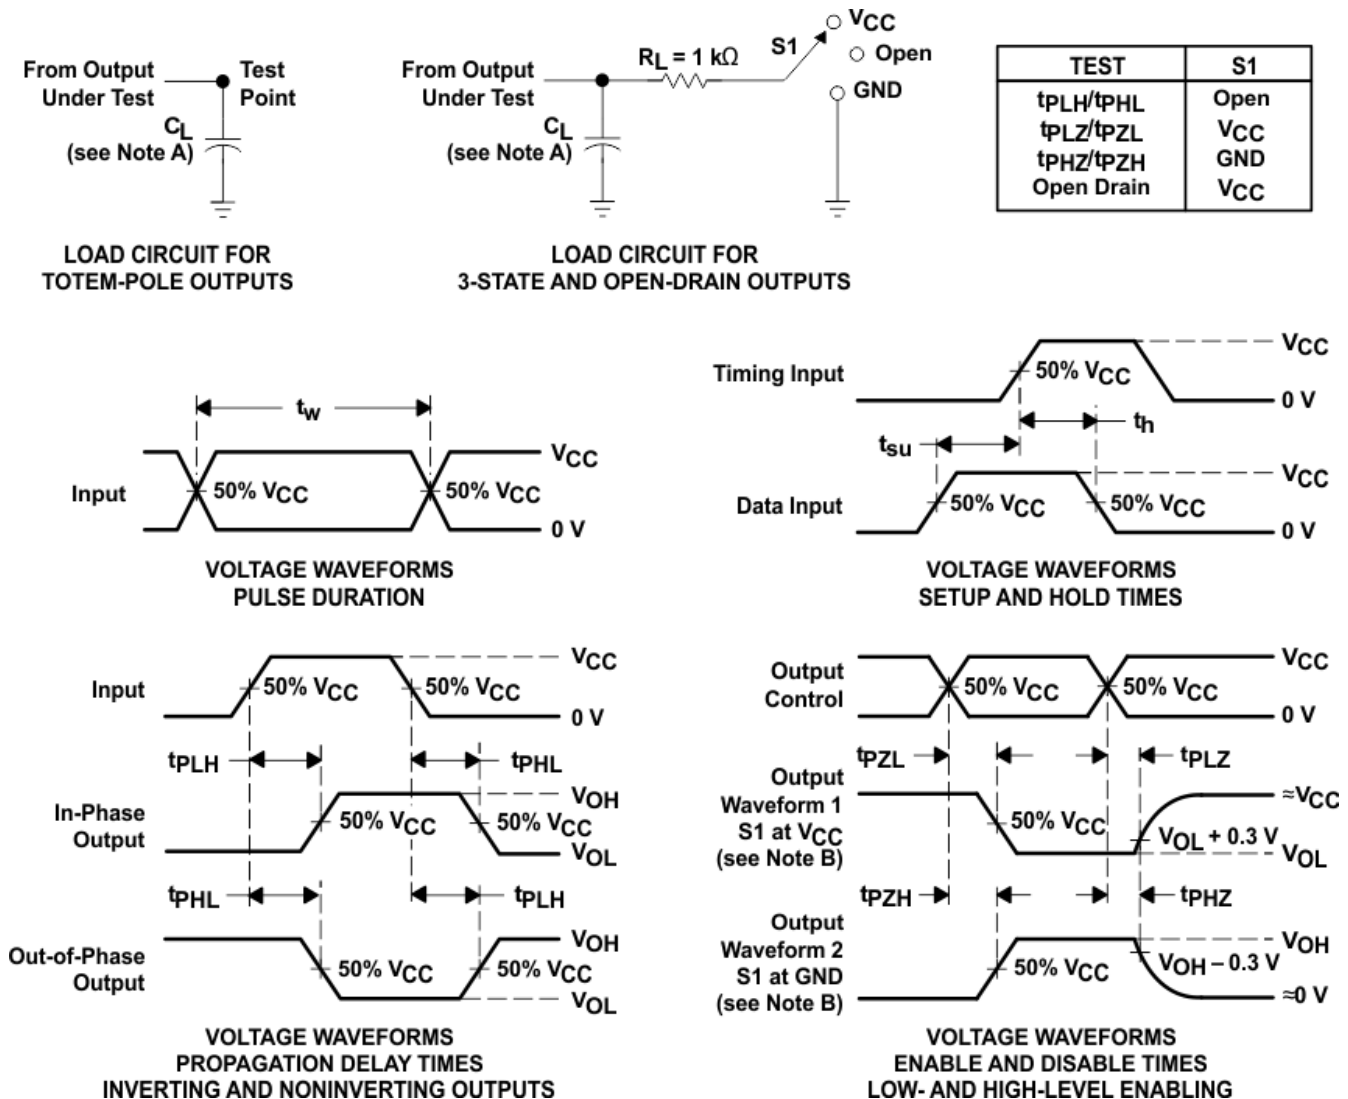 From Output
Under Test
Test
Point
CL
(see Note A)
LOAD CIRCUIT FOR
TOTEM-POLE OUTPUTS
From Output
Under Test
RL = 1 kΩ
S1
VCC
Open
GND
CL
(see Note A)
LOAD CIRCUIT FOR
3-STATE AND OPEN-DRAIN OUTPUTS
TEST S1
tPLH/tPHL Open
tPLZ/tPZL VCC
tPHZ/tPZH GND
Open Drain VCC
tw
Input
50% VCC
50% VCC
VCC
0 V
VOLTAGE WAVEFORMS
PULSE DURATION
Timing Input
50% VCC
VCC
0 V
th
tsu
Data Input
50% VCC
50% VCC
VCC
0 V
VOLTAGE WAVEFORMS
SETUP AND HOLD TIMES
Input
50% VCC
50% VCC
VCC
0 V
tPLH
tPHL
In-Phase
Output
50% VCC
50% VCC
VOH
VOL
tPHL
tPLH
Out-of-Phase
Output
50% VCC
50% VCC
VOH
VOL
VOLTAGE WAVEFORMS
PROPAGATION DELAY TIMES
INVERTING AND NONINVERTING OUTPUTS
Output
Control
50% VCC
50% VCC
VCC
0 V
tPZL
tPLZ
Output
Waveform 1
S1 at VCC
(see Note B)
50% VCC
VOL + 0.3 V
≈VCC
VOL
tPZH
tPHZ
Output
Waveform 2
S1 at GND
(see Note B)
50% VCC
VOH – 0.3 V
VOH
≈0 V
VOLTAGE WAVEFORMS
ENABLE AND DISABLE TIMES
LOW- AND HIGH-LEVEL ENABLING